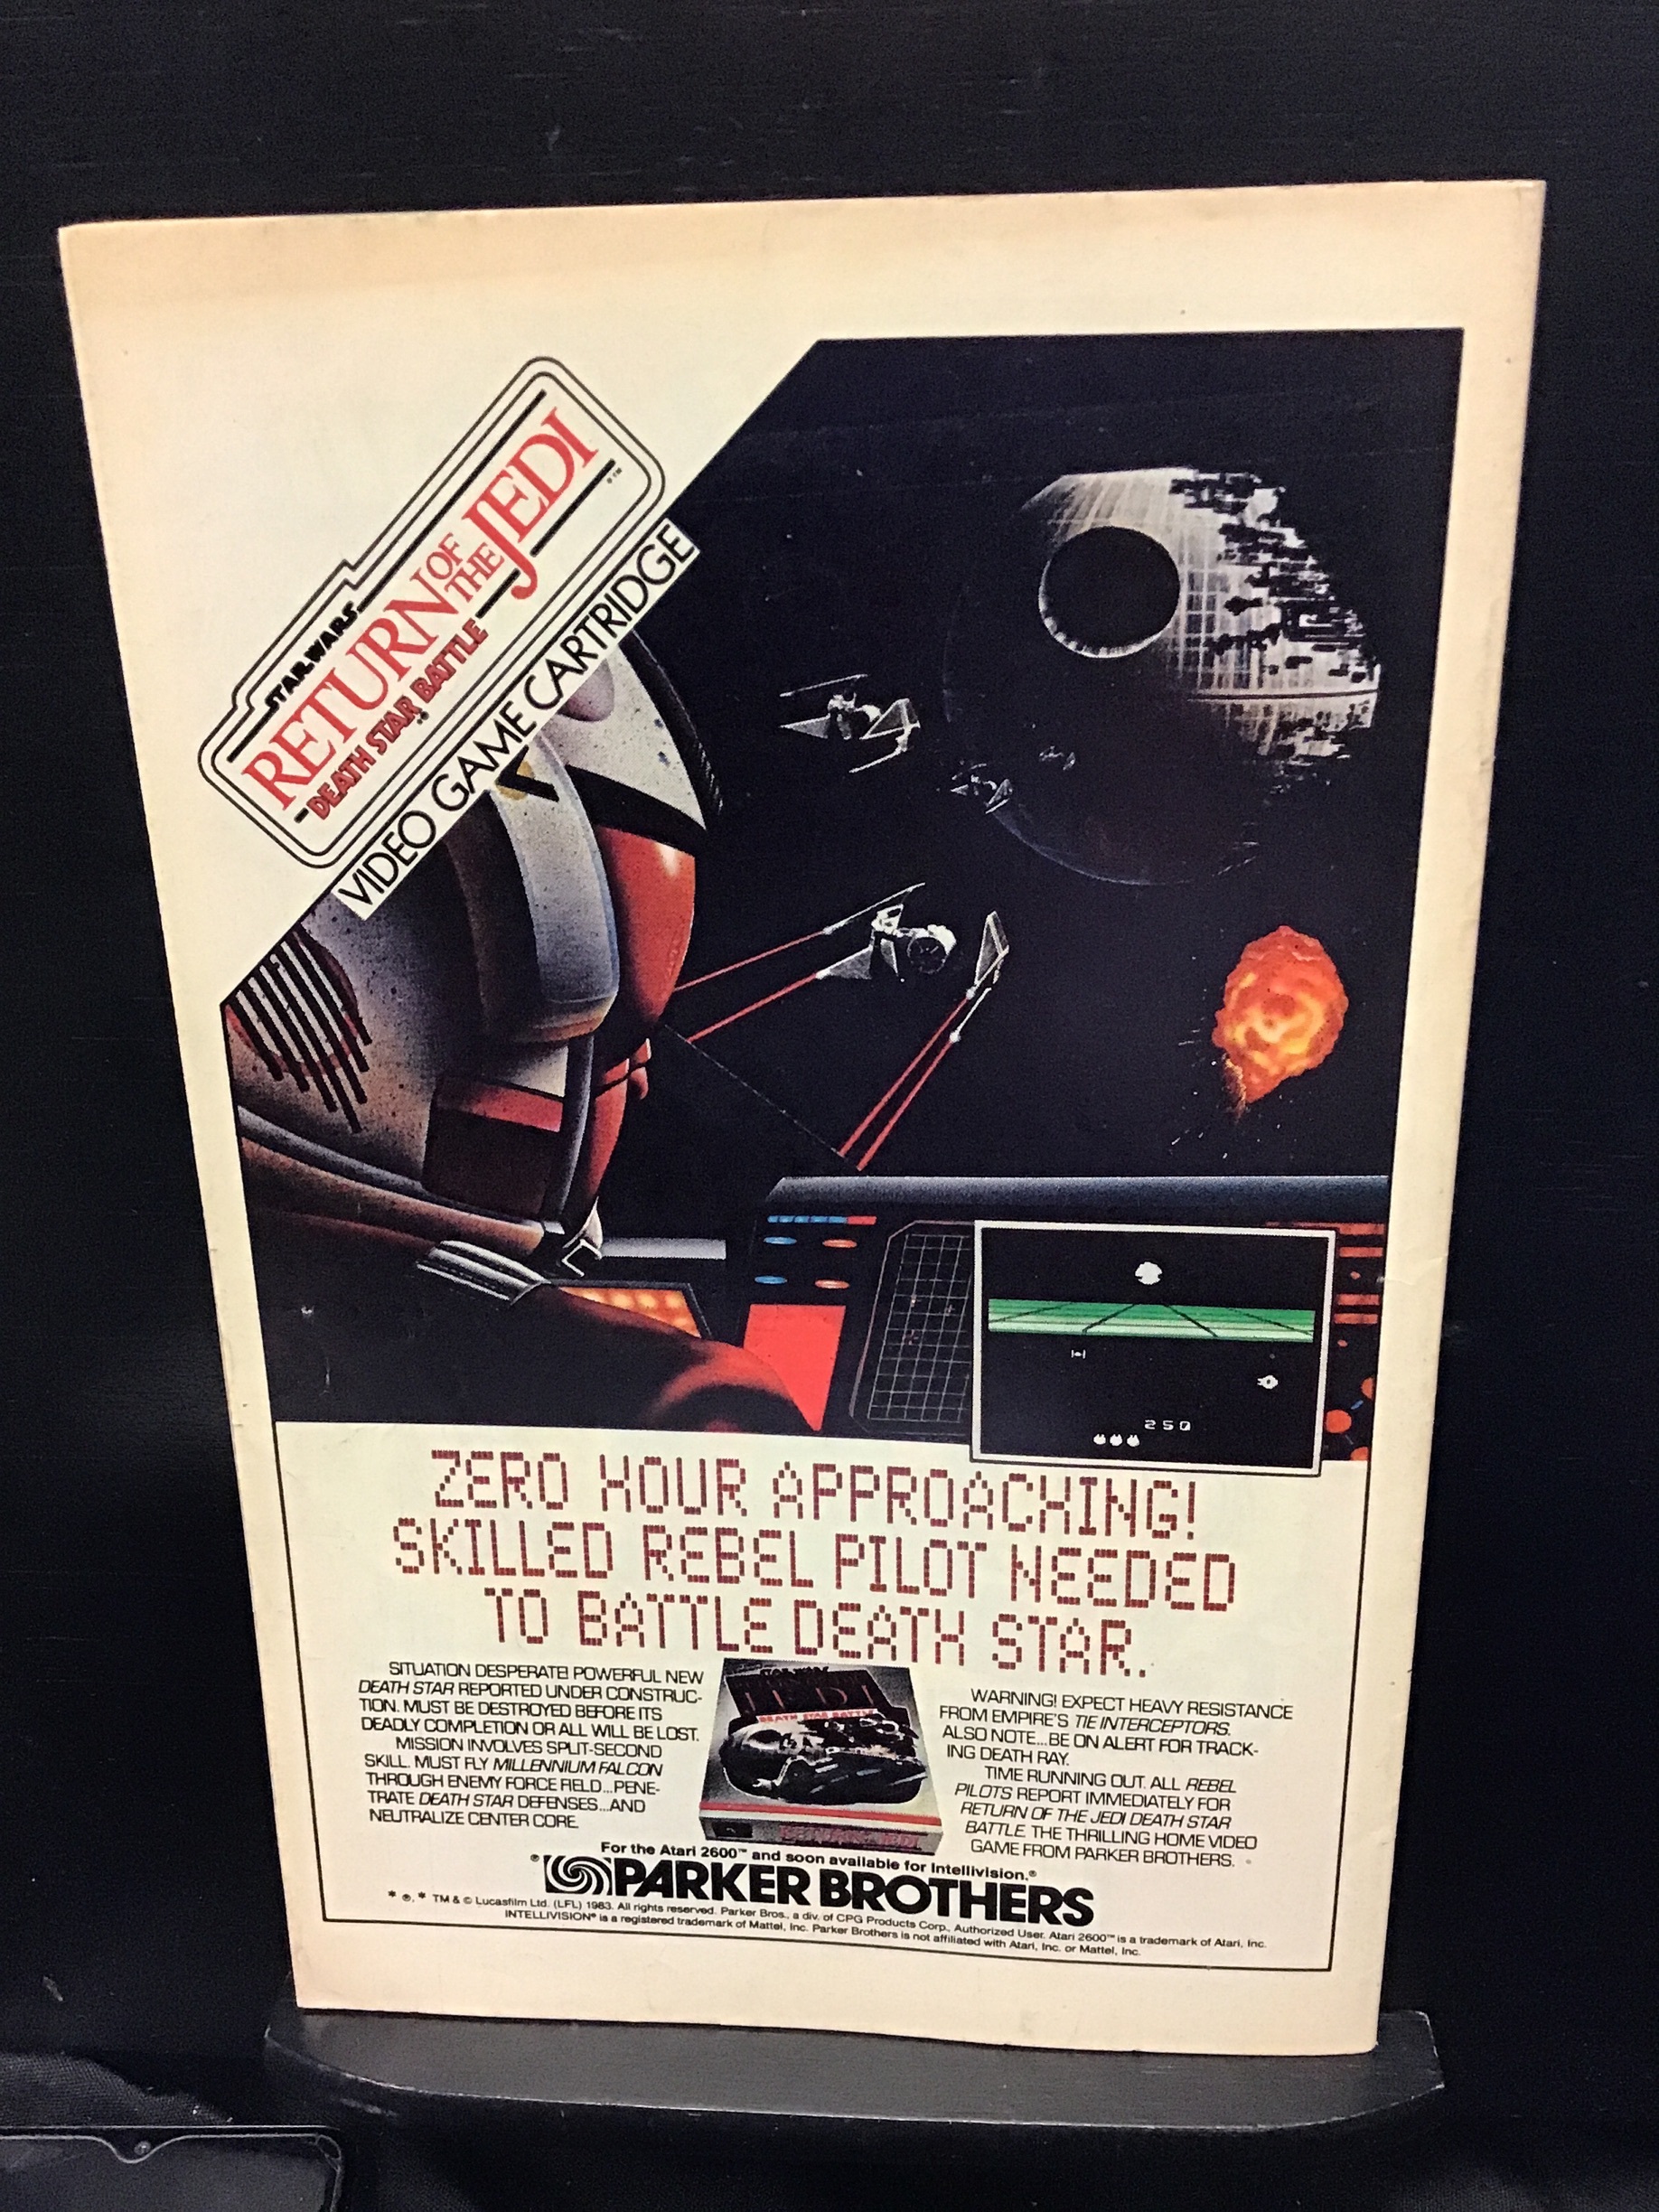 STAR WARS
RETURN OF THE JEDI™
DEATH STAR BATTLE
VIDEO GAME CARTRIDGE
250
ZERO HOUR APPROACHING!
SKILLED REBEL PILOT NEEDED
TO BATTLE DEATH STAR.
SITUATION DESPERATE! POWERFUL NEW
DEATH STAR REPORTED UNDER CONSTRUC-
TION. MUST BE DESTROYED BEFORE ITS
DEADLY COMPLETION OR ALL WILL BE LOST.
MISSION INVOLVES SPLIT-SECOND
SKILL. MUST FLY MILLENNIUM FALCON
THROUGH ENEMY FORCE FIELD...PENE-
TRATE DEATH STAR DEFENSES...AND
NEUTRALIZE CENTER CORE.
JEDI
DEATH STAR BATTLE
RETURN OF THE JEDI
WARNING! EXPECT HEAVY RESISTANCE
FROM EMPIRE'S TIE INTERCEPTORS.
ALSO NOTE...BE ON ALERT FOR TRACK-
ING DEATH RAY.
TIME RUNNING OUT. ALL REBEL
PILOTS REPORT IMMEDIATELY FOR
RETURN OF THE JEDI DEATH STAR
BATTLE. THE THRILLING HOME VIDEO
GAME FROM PARKER BROTHERS.
For the Atari 2600™ and soon available for Intellivision.®
® PARKER BROTHERS
* ®, * TM & © Lucasfilm Ltd. (LFL) 1983. All rights reserved. Parker Bros., a div. of CPG Products Corp., Authorized User. Atari 2600™ is a trademark of Atari, Inc.
INTELLIVISION® is a registered trademark of Mattel, Inc. Parker Brothers is not affiliated with Atari, Inc. or Mattel, Inc.